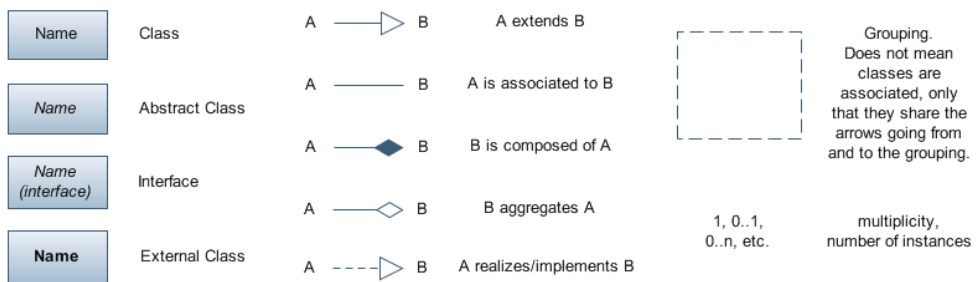 Name
Class
A
B
A extends B
Name
Abstract Class
A
B
A is associated to B
Name
(interface)
Interface
A
B
B is composed of A
Name
External Class
A
B
B aggregates A
A
B
A realizes/implements B
Grouping.
Does not mean
classes are
associated, only
that they share the
arrows going from
and to the grouping.
1, 0..1,
0..n, etc.
multiplicity,
number of instances